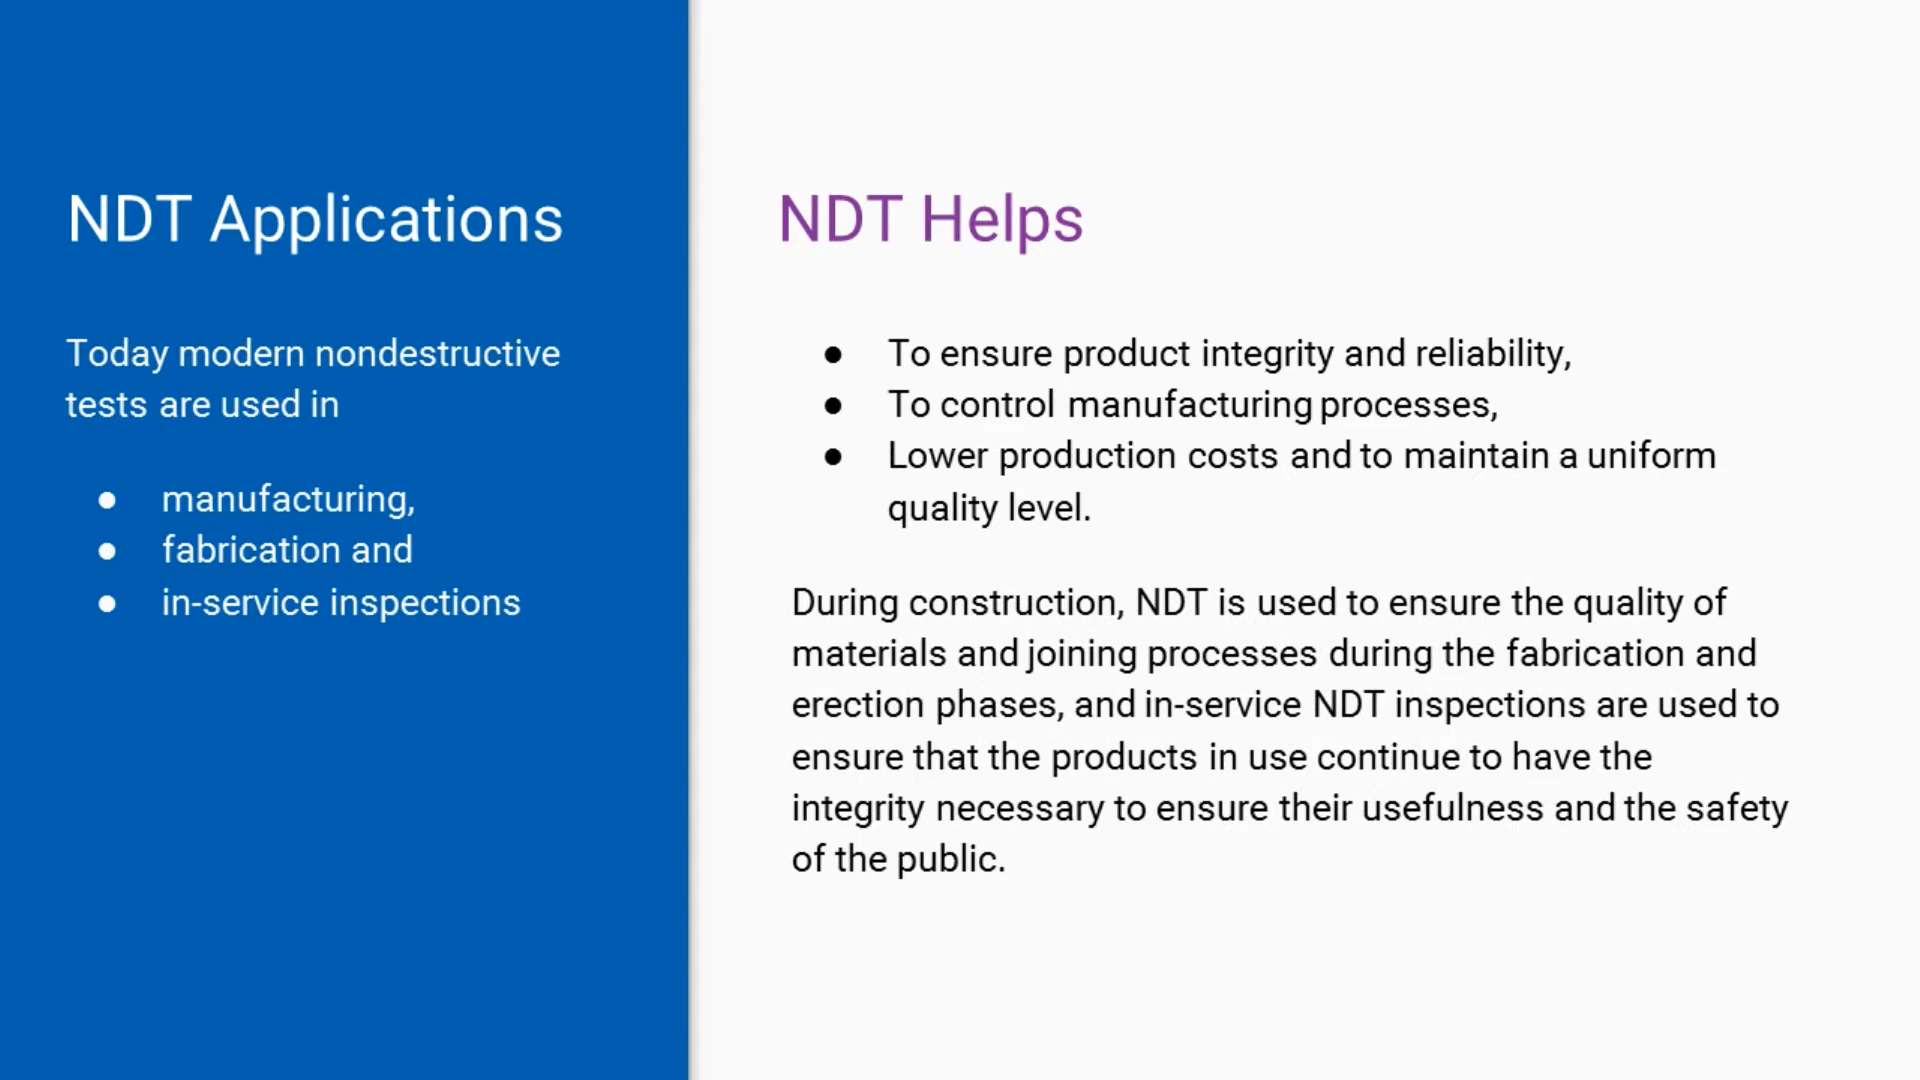 NDT Applications
Today modern nondestructive
tests are used in
● manufacturing,
● fabrication and
● in-service inspections
NDT Helps
● To ensure product integrity and reliability,
● To control manufacturing processes,
● Lower production costs and to maintain a uniform
quality level.
During construction, NDT is used to ensure the quality of
materials and joining processes during the fabrication and
erection phases, and in-service NDT inspections are used to
ensure that the products in use continue to have the
integrity necessary to ensure their usefulness and the safety
of the public.